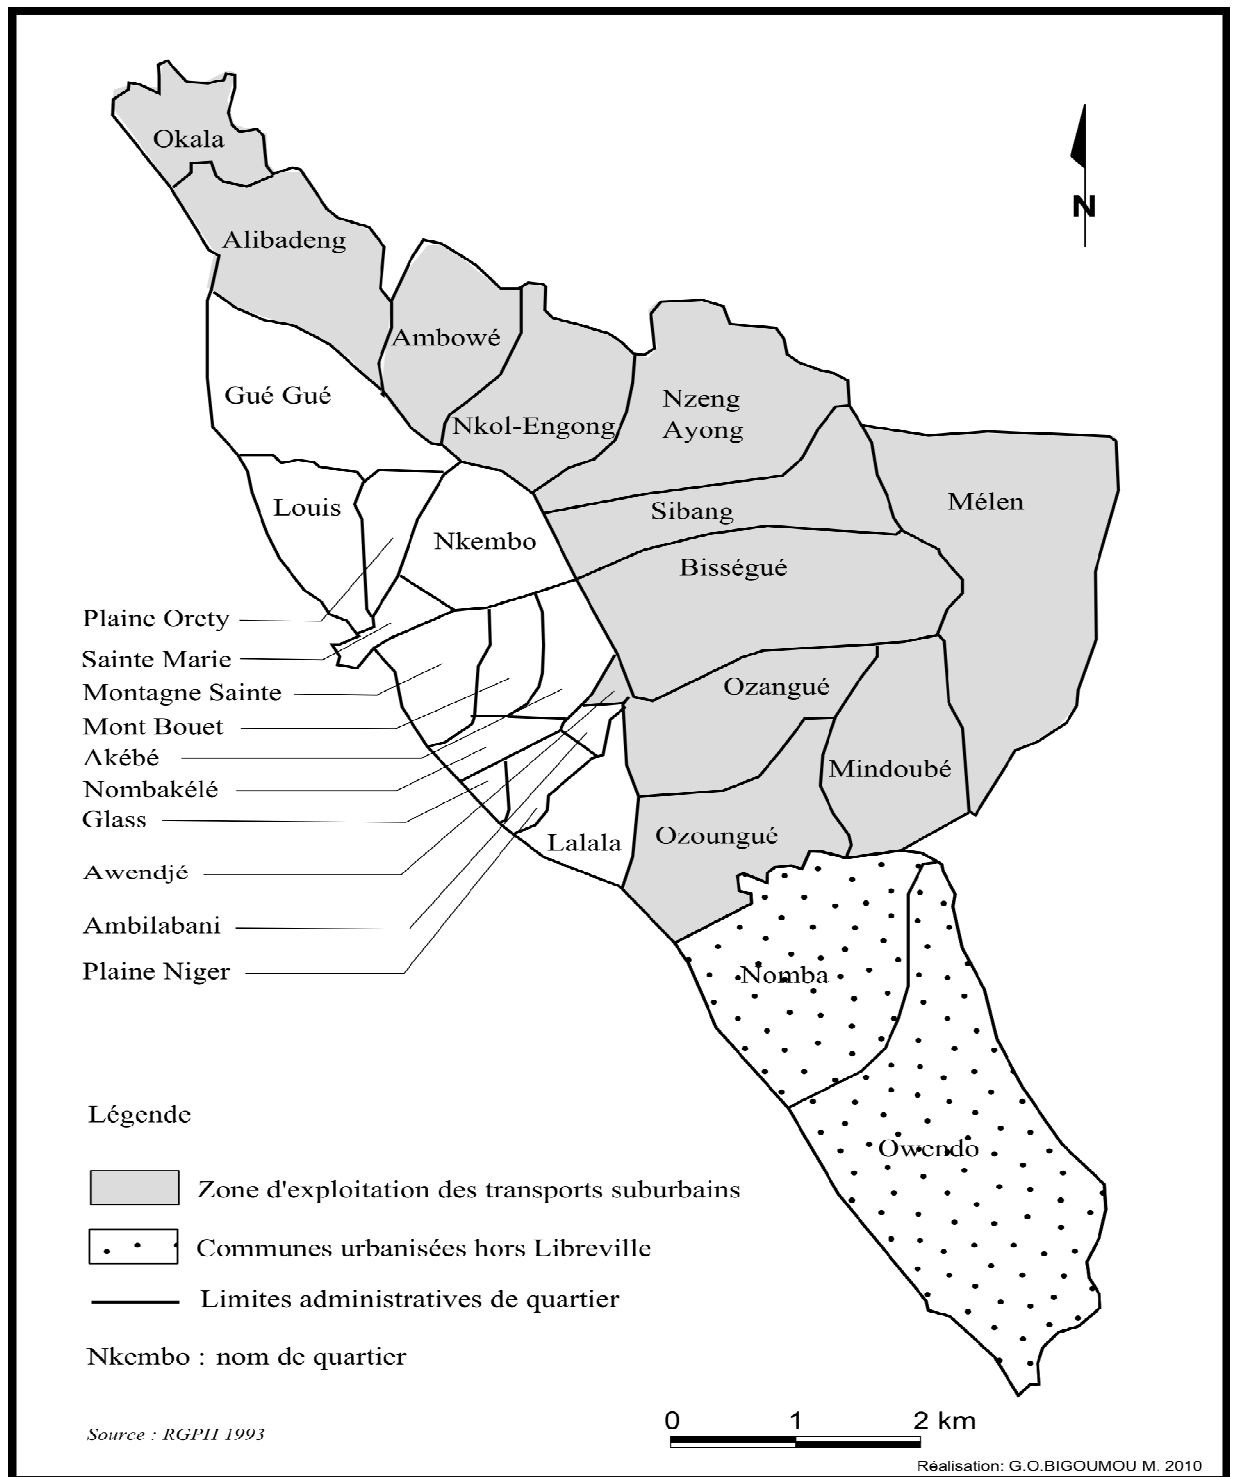 Okala
N
Alibadeng
Ambowé
Gué Gué
Nzeng
Ayong
Nkol-Engong
Mélen
Louis
Sibang
Nkembo
Bisségué
Plaine Orety
Sainte Marie
Ozangué
Montagne Sainte
Mont Bouet
Akébé
Mindoubé
Nombakélé
Glass
Lalala
Ozoungué
Awendjé
Ambilabani
Plaine Niger
Nomba
Légende
Owendo
Zone d'exploitation des transports suburbains
Communes urbanisées hors Libreville
Limites administratives de quartier
Nkembo : nom de quartier
0 1 2 km
Source : RGPH 1993
Réalisation: G.O.BIGOUMOU M. 2010